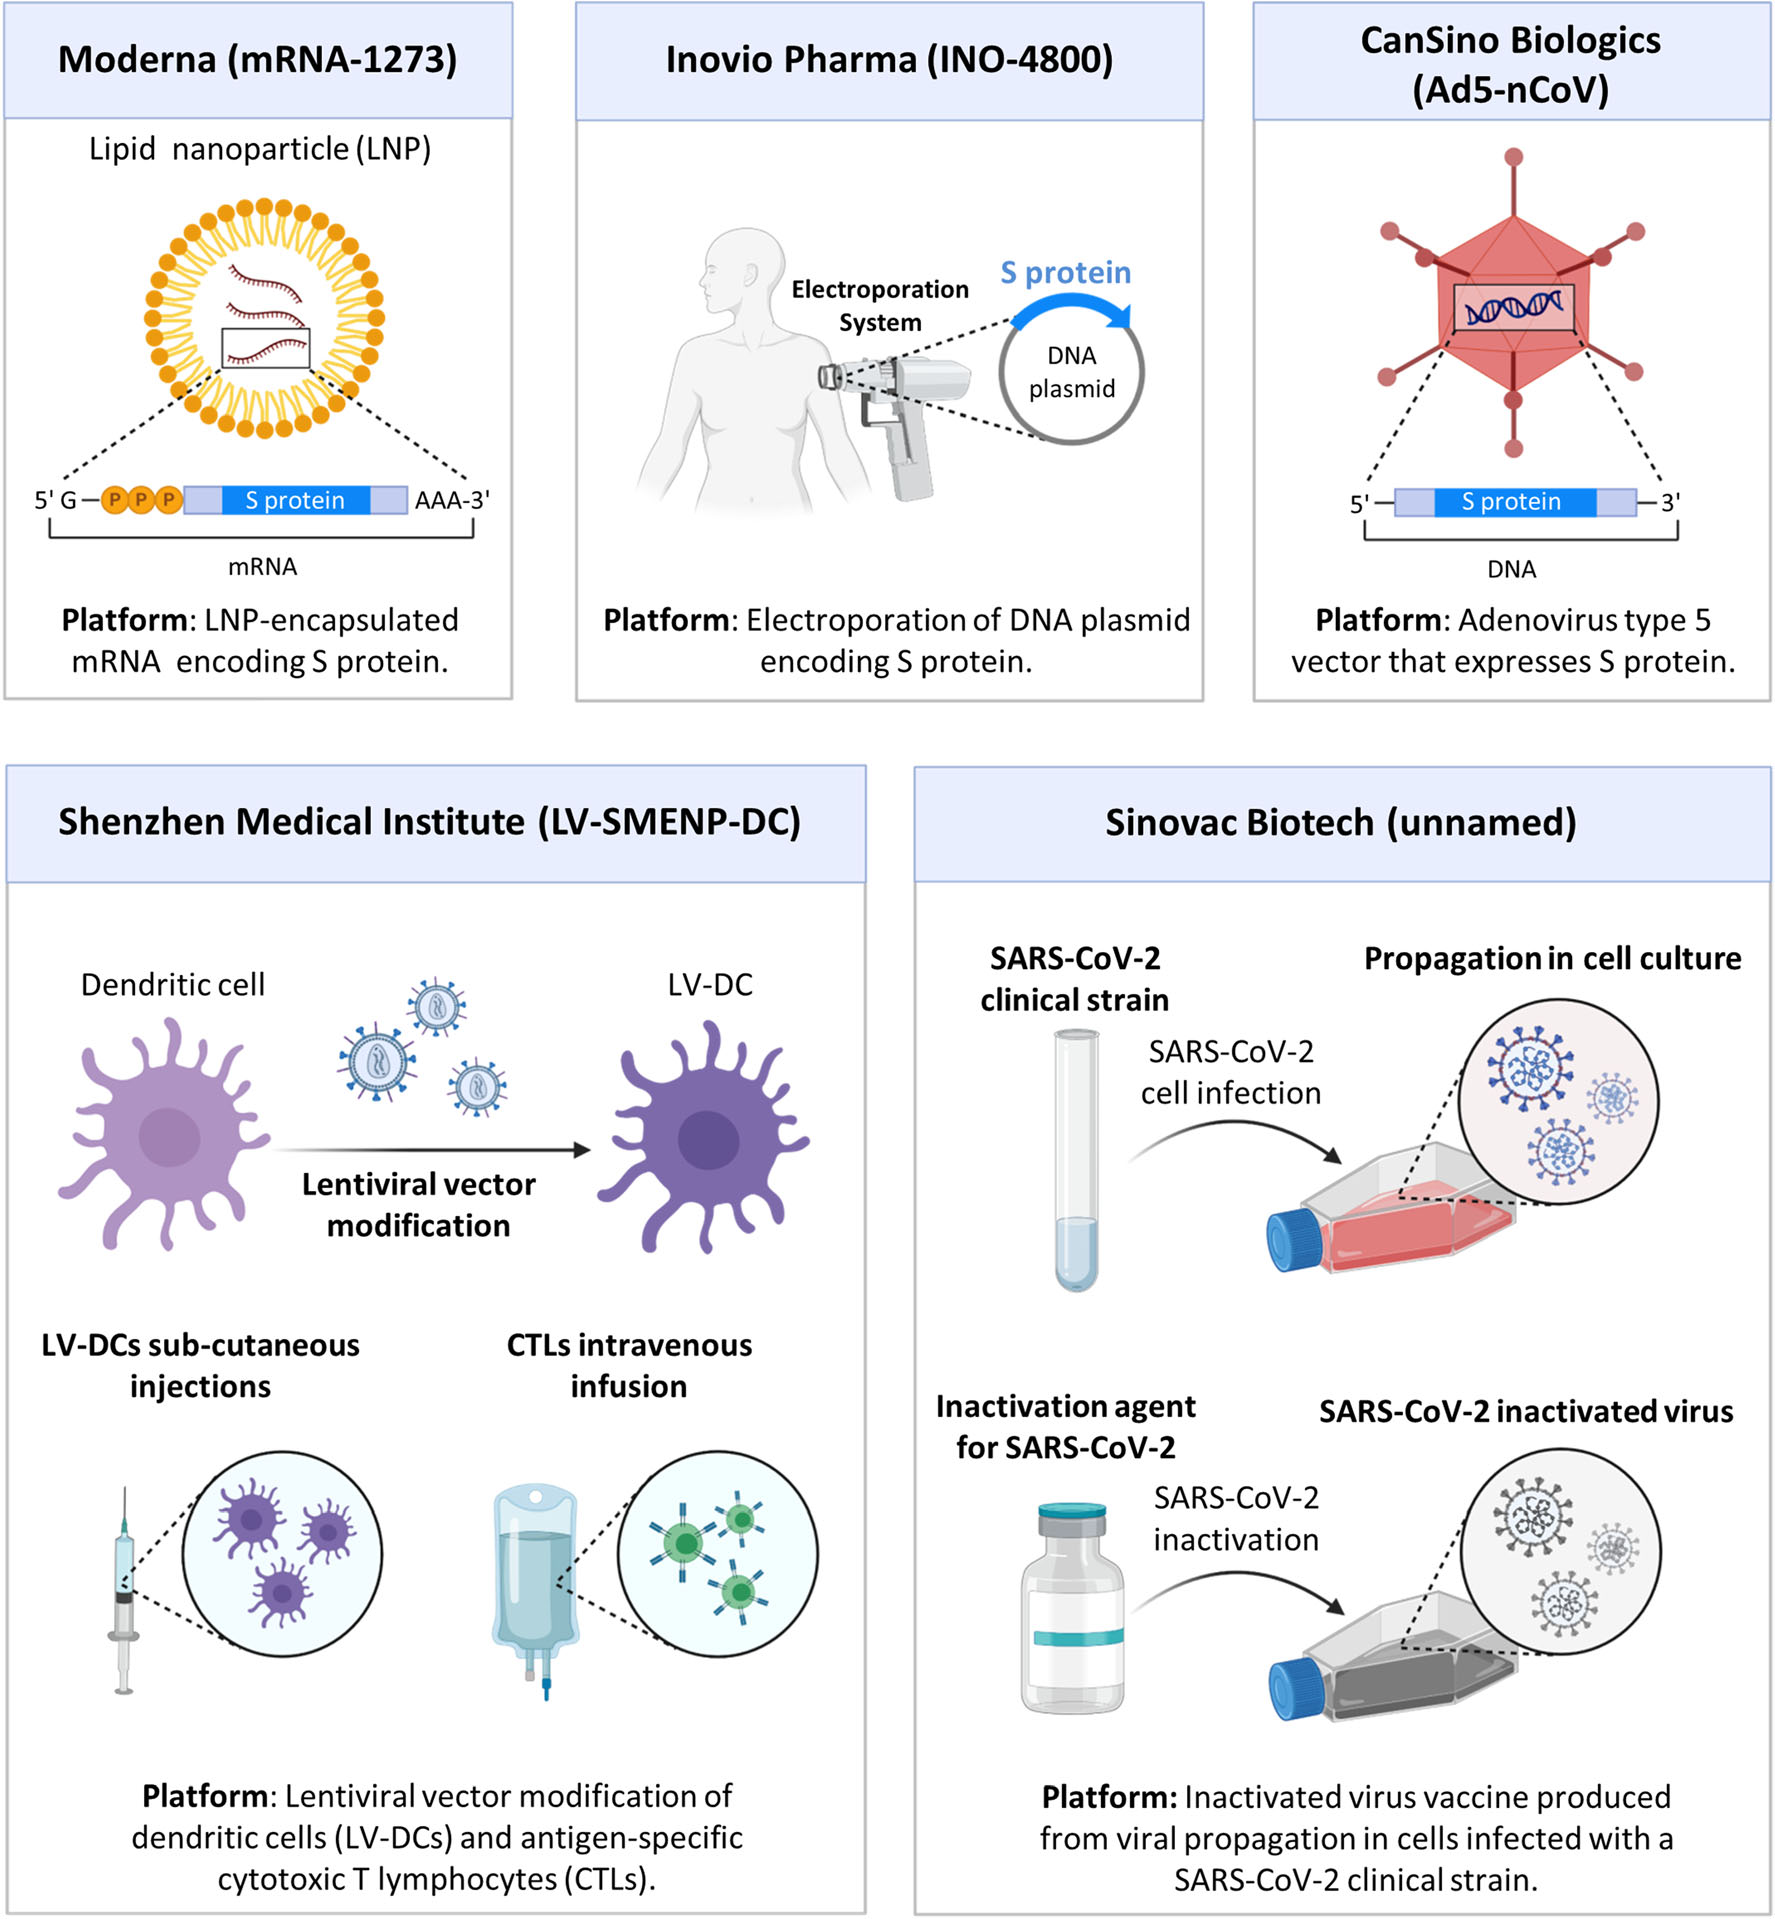 Moderna (mRNA-1273)
Lipid nanoparticle (LNP)
5' G P P P S protein AAA-3'
mRNA
Platform: LNP-encapsulated
mRNA encoding S protein.
Inovio Pharma (INO-4800)
Electroporation
System
S protein
DNA
plasmid
Platform: Electroporation of DNA plasmid
encoding S protein.
CanSino Biologics
(Ad5-nCoV)
5' S protein 3'
DNA
Platform: Adenovirus type 5
vector that expresses S protein.
Shenzhen Medical Institute (LV-SMENP-DC)
Dendritic cell
LV-DC
Lentiviral vector
modification
LV-DCs sub-cutaneous
injections
CTLs intravenous
infusion
Platform: Lentiviral vector modification of
dendritic cells (LV-DCs) and antigen-specific
cytotoxic T lymphocytes (CTLs).
Sinovac Biotech (unnamed)
SARS-CoV-2
clinical strain
SARS-CoV-2
cell infection
Propagation in cell culture
Inactivation agent
for SARS-CoV-2
SARS-CoV-2
inactivation
SARS-CoV-2 inactivated virus
Platform: Inactivated virus vaccine produced
from viral propagation in cells infected with a
SARS-CoV-2 clinical strain.